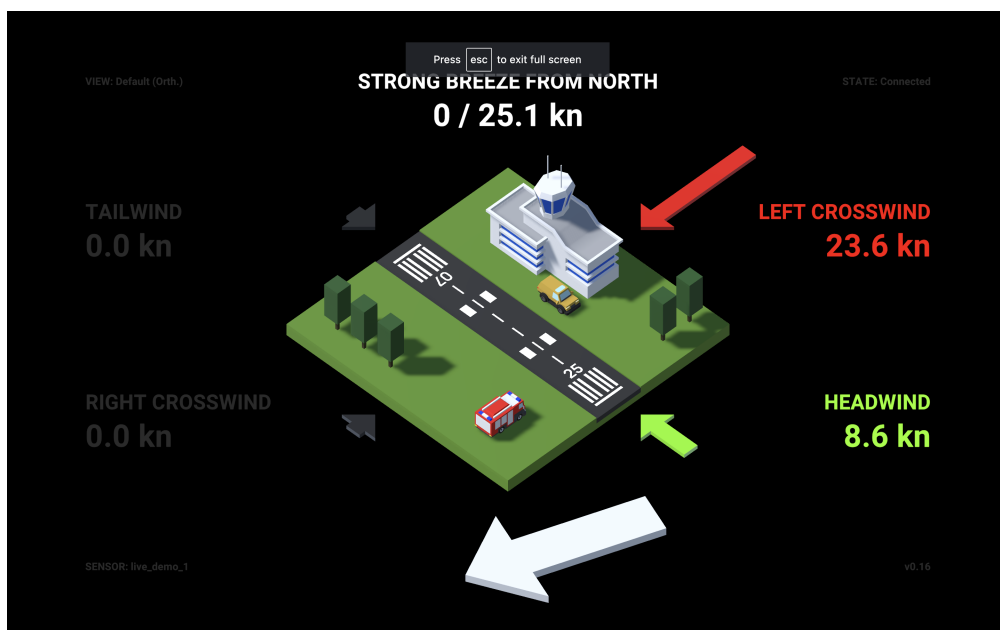 Press esc to exit full screen
VIEW: Default (Orth.)
STRONG BREEZE FROM NORTH
STATE: Connected
0 / 25.1 kn
TAILWIND
0.0 kn
LEFT CROSSWIND
23.6 kn
07
25
RIGHT CROSSWIND
0.0 kn
HEADWIND
8.6 kn
SENSOR: live_demo_1
v0.16